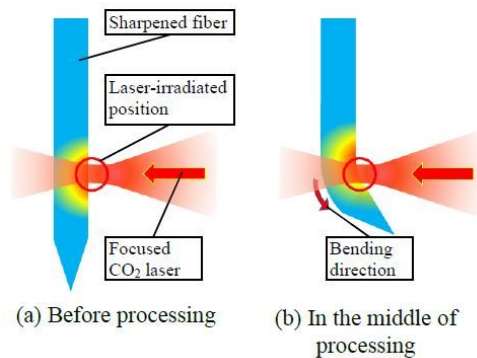 Sharpened fiber
Laser-irradiated
position
Focused
CO₂ laser
Bending
direction
(a) Before processing
(b) In the middle of
processing